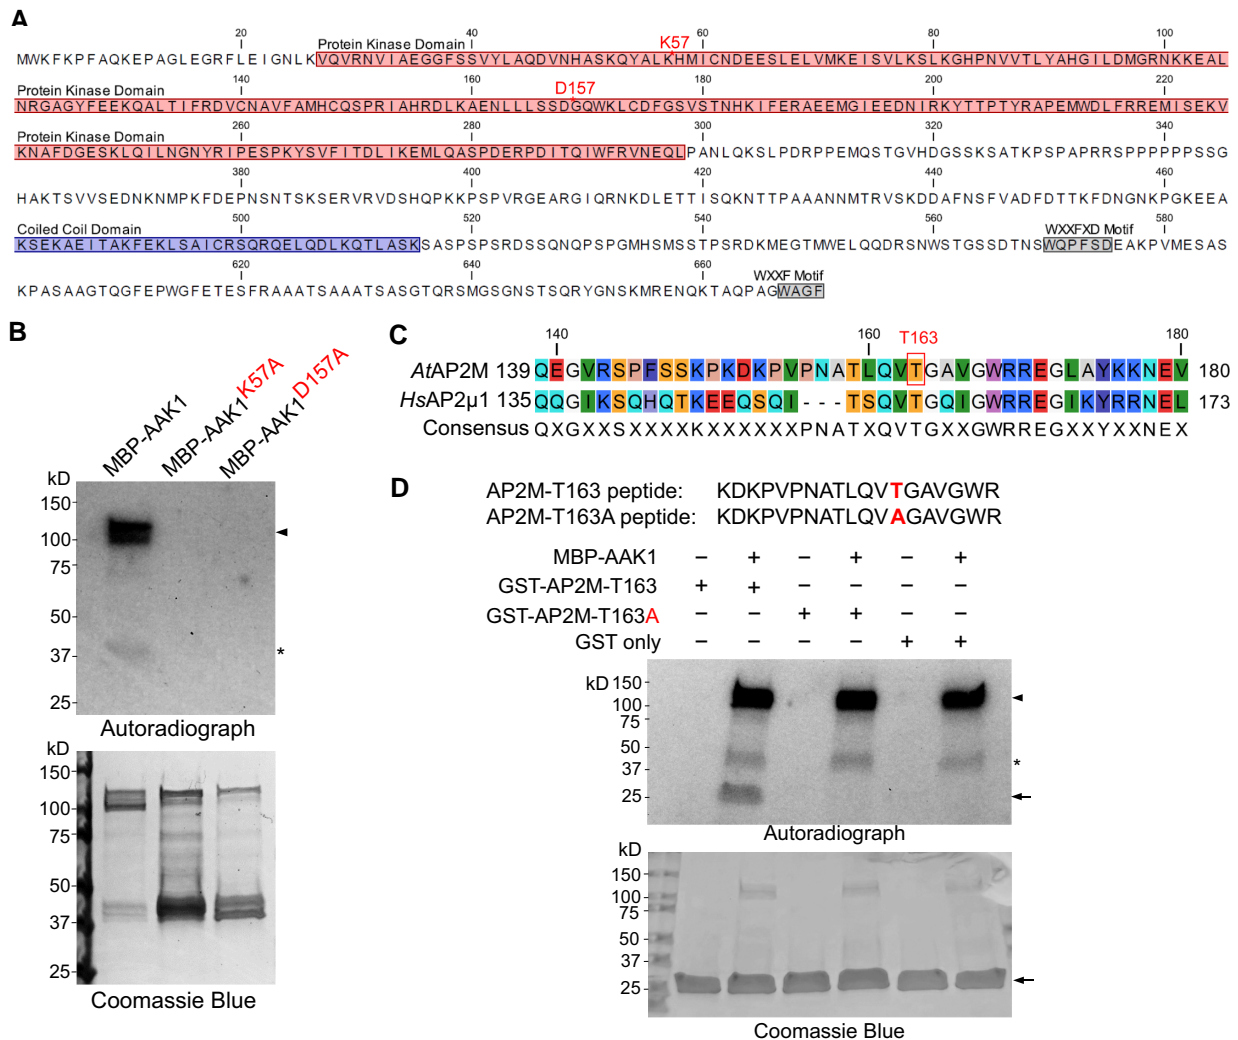 A
20 40 K57 60 80 100
Protein Kinase Domain
MWKFKPFAQKEPAGLEGRFLEIGNLKVQVRNVIAEGGFSSVYLAQDVNHASKQYALKHMICNDEESLELVMKEISVLKSLKGHPNVVTLYAHGILDMGRNKKEAL
140 160 180 200 220
Protein Kinase Domain D157
NRGAGYFEEKQALTIFRDVCNAVFAMHCQSPRIAHRDLKAENLLLSSDGQWKLCDFGSVSTNHKIFERAEEMGIEEDNIRKYTTPTYRAPEMWDLFRREMISEKV
260 280 300 320 340
Protein Kinase Domain
KNAFDGESKLQILNGNYRIPESPKYSVFITDLIKEMLQASPDERPDITQIWFRVNEQLPANLQKSLPDRPPEMQSTGVHDGSSKSATKPSPAPRRSPPPPPPSSG
380 400 420 440 460
HAKTSVVSEDNKNMPKFDEPNSNTSKSERVRVDSHQPKKPSPVRGEARGIQRNKDLETTISQKNTTPAAANNMTRVSKDDAFNSFVADFDTTKFDNGNKPGKEEA
500 520 540 560 580
Coiled Coil Domain WXXFXD Motif
KSEKAEITAKFEKLSAICRSQRQELQDLKQTLASKSASPSPSRDSSQNQPSPGMHSMSSTPSRDKMEGTMWELQQDRSNWSTGSSDTNSWQPFSDEAKPVMESAS
620 640 660
WXXF Motif
KPASAAGTQGFEPWGFETESFRAAATSAAATSASGTQRSMGSGNSTSQRYGNSKMRENQKTAQPAGWAGF
B
MBP-AAK1
MBP-AAK1K57A
MBP-AAK1D157A
kD
150
100
75
50
37 *
25
Autoradiograph
kD
150
100
75
50
37
25
Coomassie Blue
C
140 160 T163 180
AtAP2M 139 QEGVRSPFSSKPKDKPVPNATLQVTGAVGWRREGLAYKKNEV 180
HsAP2µ1 135 QQGIKSQHQTKEEQSQI---TSQVTGQIGWRREGIKYRRNEL 173
Consensus QXGXXSXXXXKXXXXXXPNATXQVTGXXGWRREGXXYXXNEX
D
AP2M-T163 peptide: KDKPVPNATLQVTGAVGWR
AP2M-T163A peptide: KDKPVPNATLQVAGAVGWR
MBP-AAK1 – + – + – +
GST-AP2M-T163 + + – – – –
GST-AP2M-T163A – – + + – –
GST only – – – – + +
kD 150
100
75
50
37 *
25
Autoradiograph
kD
150
100
75
50
37
25
Coomassie Blue